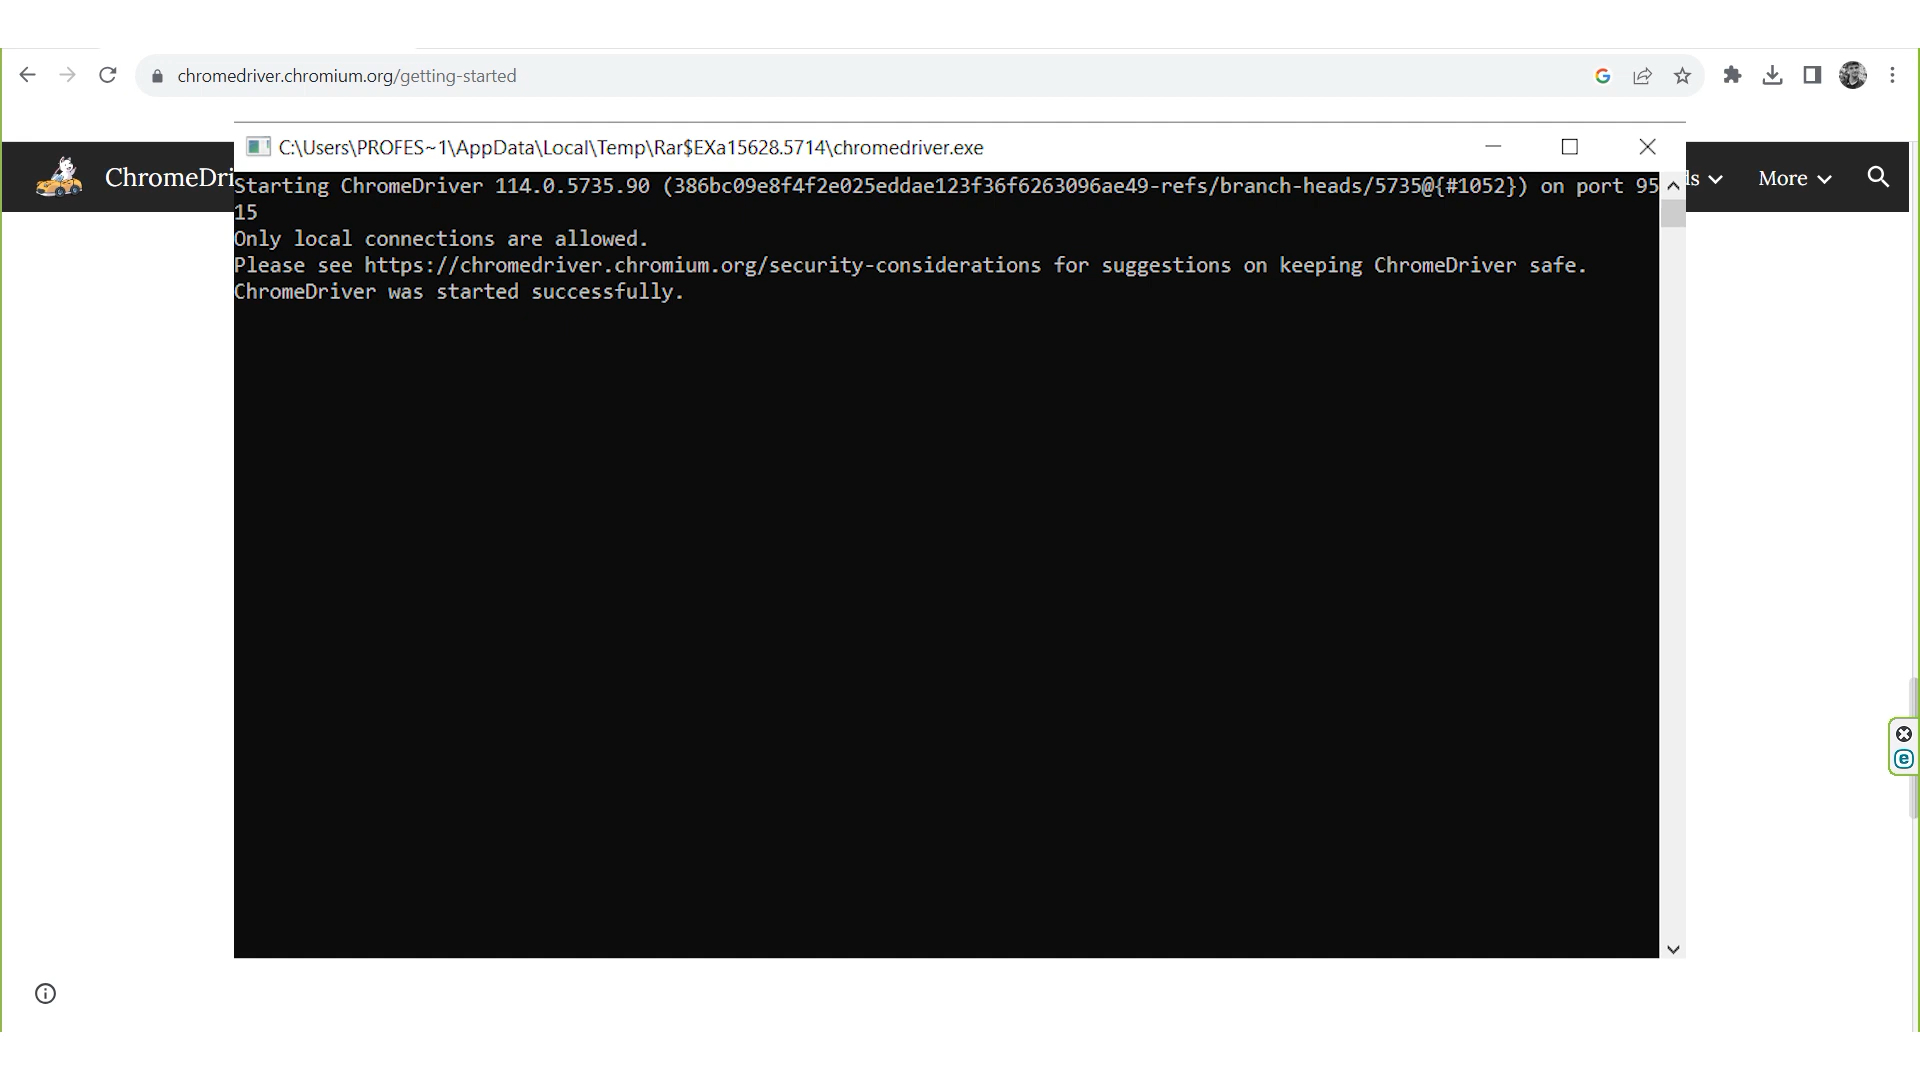 chromedriver.chromium.org/getting-started
C:\Users\PROFES~1\AppData\Local\Temp\Rar$EXa15628.5714\chromedriver.exe
ChromeDri
ls
More
Starting ChromeDriver 114.0.5735.90 (386bc09e8f4f2e025eddae123f36f6263096ae49-refs/branch-heads/5735@{#1052}) on port 95
15
Only local connections are allowed.
Please see https://chromedriver.chromium.org/security-considerations for suggestions on keeping ChromeDriver safe.
ChromeDriver was started successfully.